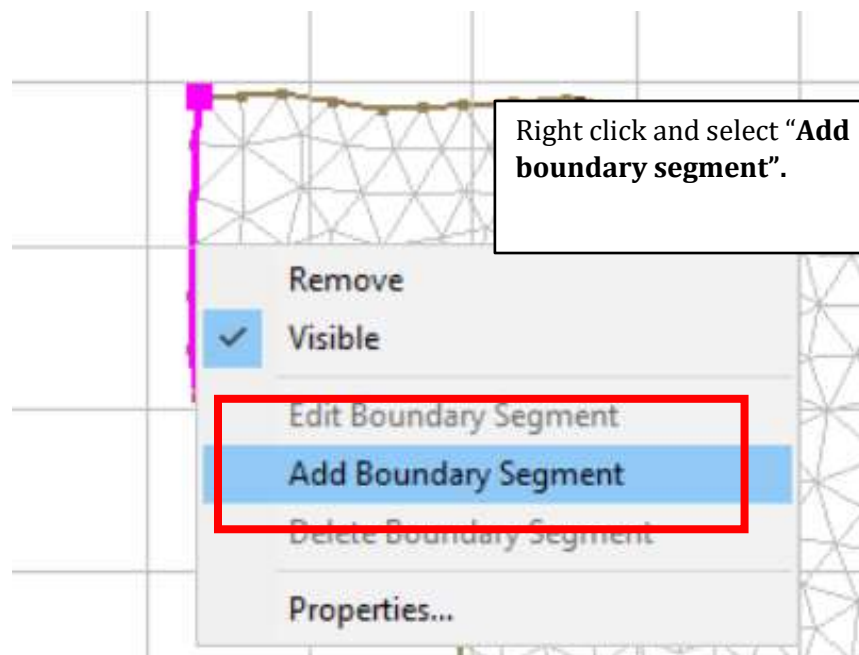 Right click and select “Add
boundary segment”.
Remove
Visible
Edit Boundary Segment
Add Boundary Segment
Delete Boundary Segment
Properties...